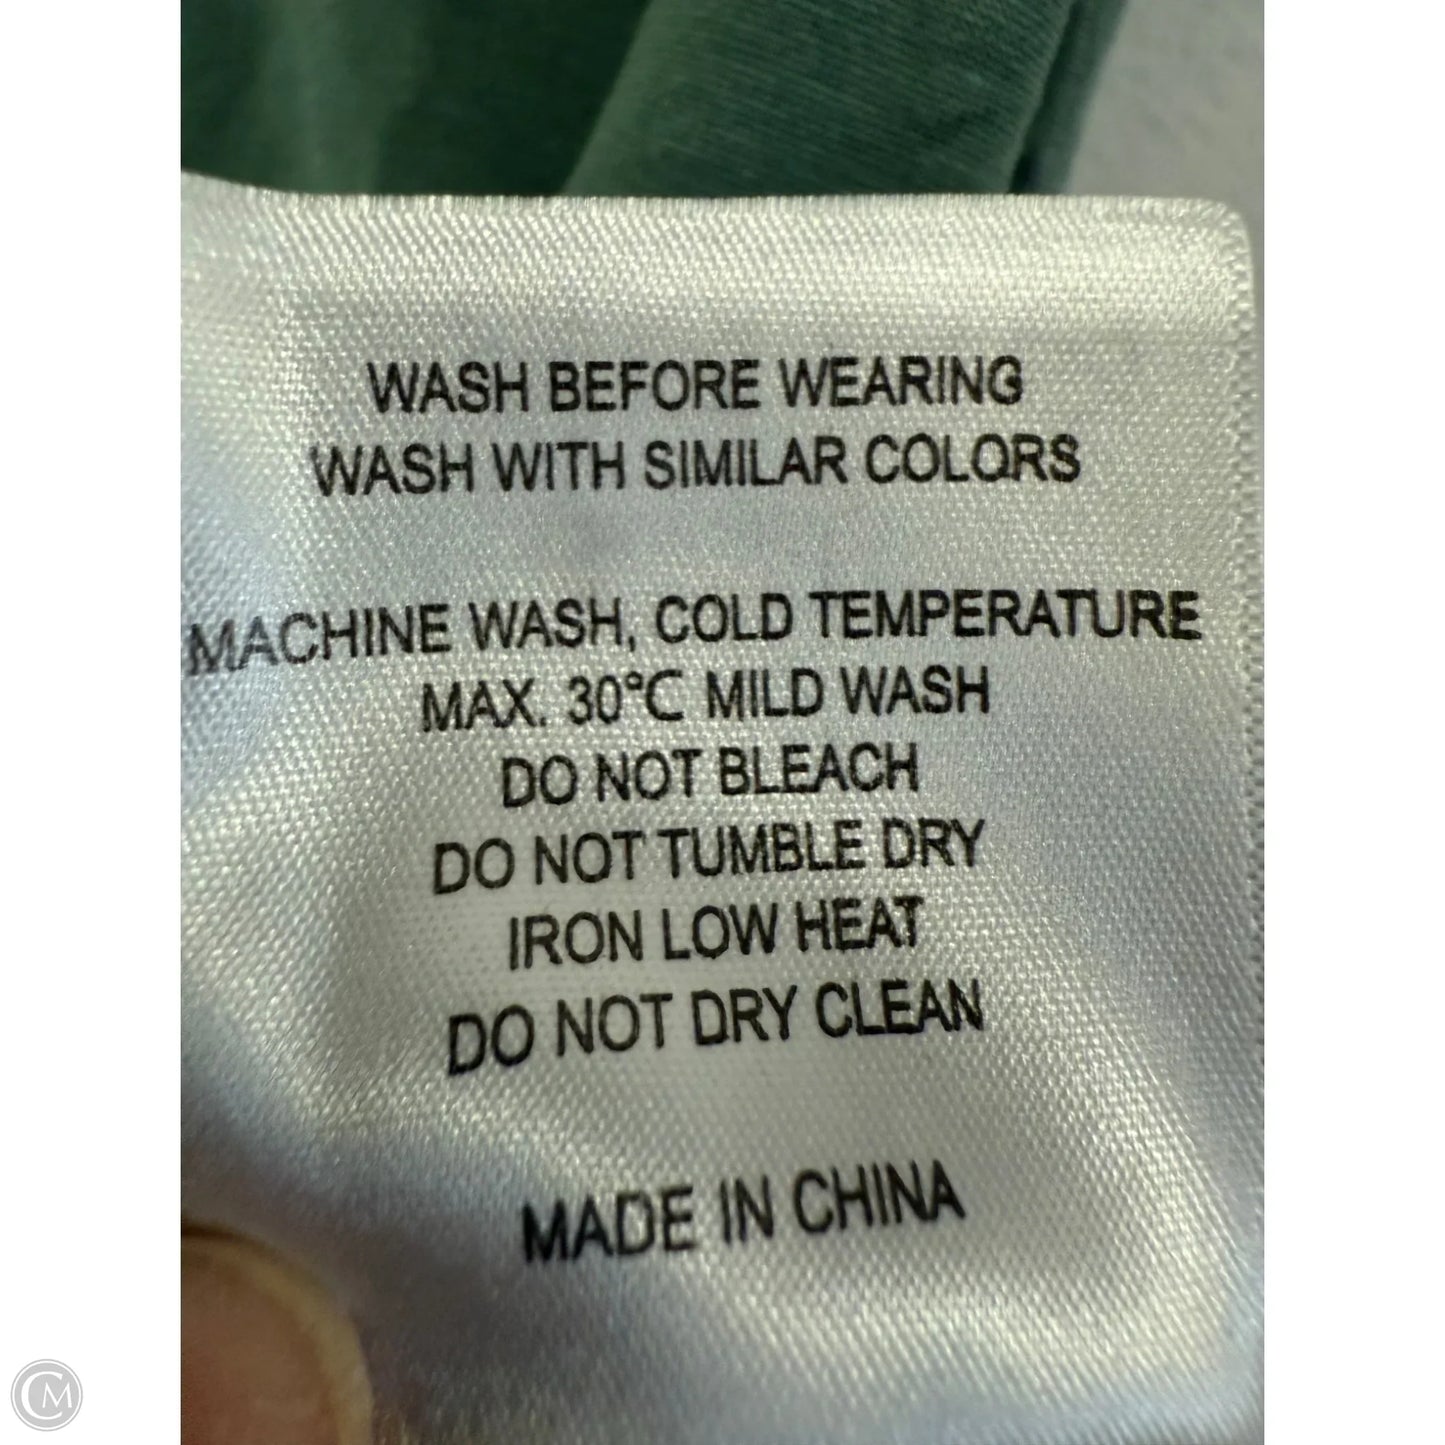 WASH BEFORE WEARING
WASH WITH SIMILAR COLORS
MACHINE WASH, COLD TEMPERATURE
MAX. 30℃ MILD WASH
DO NOT BLEACH
DO NOT TUMBLE DRY
IRON LOW HEAT
DO NOT DRY CLEAN
MADE IN CHINA
CM